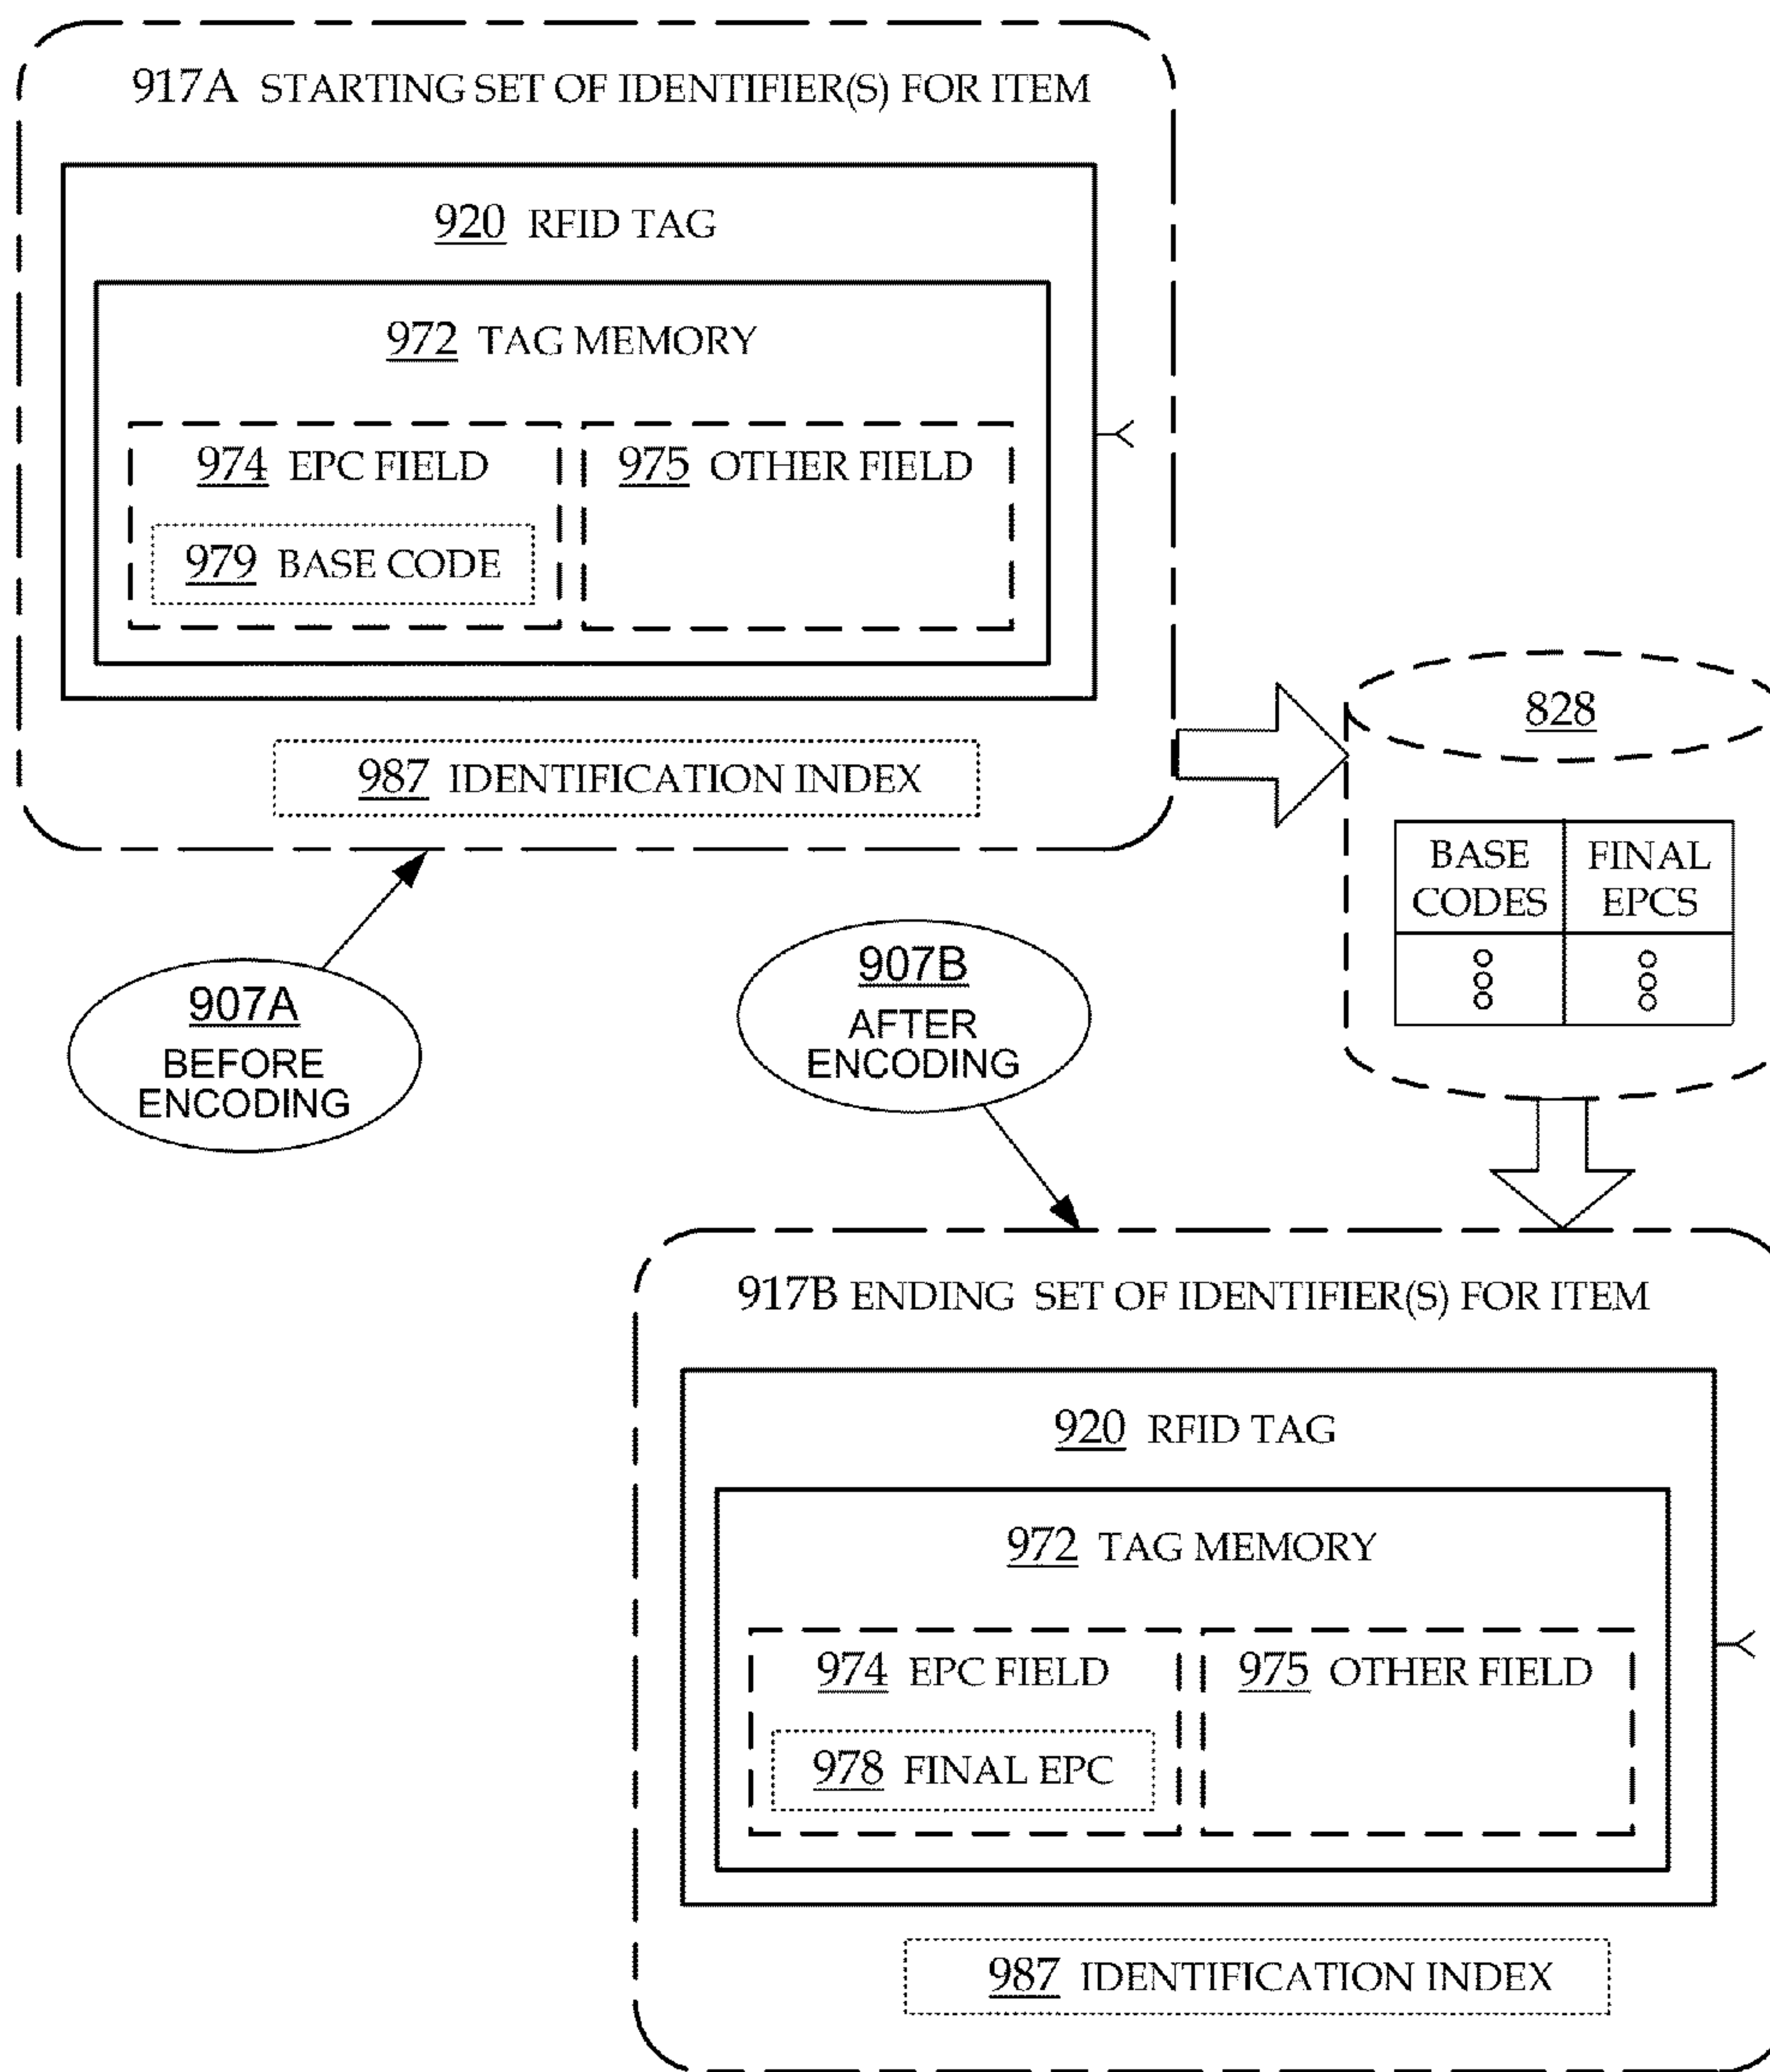 917A STARTING SET OF IDENTIFIER(S) FOR ITEM
920 RFID TAG
972 TAG MEMORY
974 EPC FIELD
979 BASE CODE
975 OTHER FIELD
987 IDENTIFICATION INDEX
828
BASE
CODES
FINAL
EPCS
907A
BEFORE
ENCODING
907B
AFTER
ENCODING
917B ENDING SET OF IDENTIFIER(S) FOR ITEM
920 RFID TAG
972 TAG MEMORY
974 EPC FIELD
978 FINAL EPC
975 OTHER FIELD
987 IDENTIFICATION INDEX